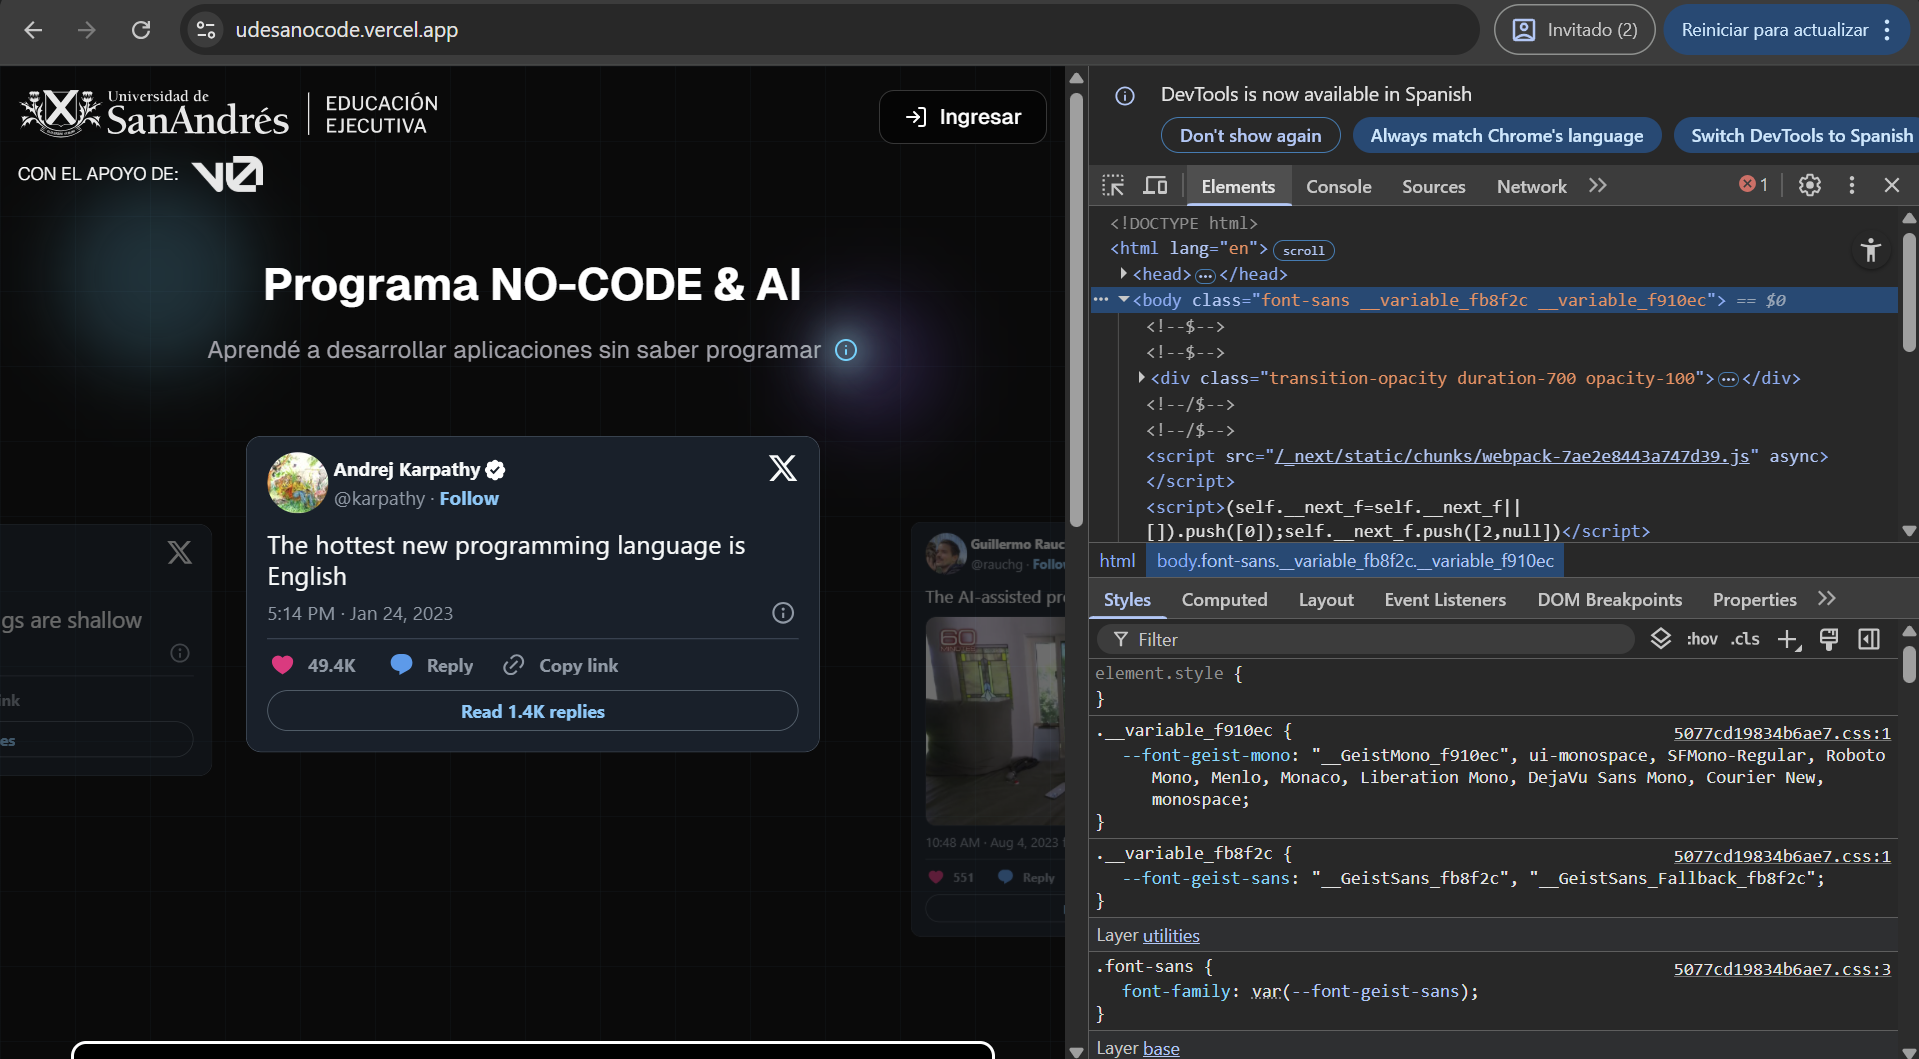 udesanocode.vercel.app
Invitado (2)
Reiniciar para actualizar
Universidad de
SanAndrés
EDUCACIÓN
EJECUTIVA
CON EL APOYO DE:
v0
Ingresar
Programa NO-CODE & AI
Aprendé a desarrollar aplicaciones sin saber programar
Andrej Karpathy
@karpathy · Follow
The hottest new programming language is
English
5:14 PM · Jan 24, 2023
49.4K
Reply
Copy link
Read 1.4K replies
gs are shallow
nk
es
Guillermo Rauc
@rauchg · Follow
The AI-assisted pr
60
MINUTES
10:48 AM · Aug 4, 2023
551
Reply
DevTools is now available in Spanish
Don't show again
Always match Chrome's language
Switch DevTools to Spanish
Elements
Console
Sources
Network
1
<!DOCTYPE html>
<html lang="en"> scroll
<head> ... </head>
... <body class="font-sans __variable_fb8f2c __variable_f910ec"> == $0
<!--$-->
<!--$-->
<div class="transition-opacity duration-700 opacity-100"> ... </div>
<!--/$-->
<!--/$-->
<script src="/_next/static/chunks/webpack-7ae2e8443a747d39.js" async>
</script>
<script>(self.__next_f=self.__next_f||
[]).push([0]);self.__next_f.push([2,null])</script>
html
body.font-sans.__variable_fb8f2c.__variable_f910ec
Styles
Computed
Layout
Event Listeners
DOM Breakpoints
Properties
Filter
:hov
.cls
element.style {
}
.__variable_f910ec {
5077cd19834b6ae7.css:1
--font-geist-mono: "__GeistMono_f910ec", ui-monospace, SFMono-Regular, Roboto
Mono, Menlo, Monaco, Liberation Mono, DejaVu Sans Mono, Courier New,
monospace;
}
.__variable_fb8f2c {
5077cd19834b6ae7.css:1
--font-geist-sans: "__GeistSans_fb8f2c", "__GeistSans_Fallback_fb8f2c";
}
Layer utilities
.font-sans {
5077cd19834b6ae7.css:3
font-family: var(--font-geist-sans);
}
Layer base